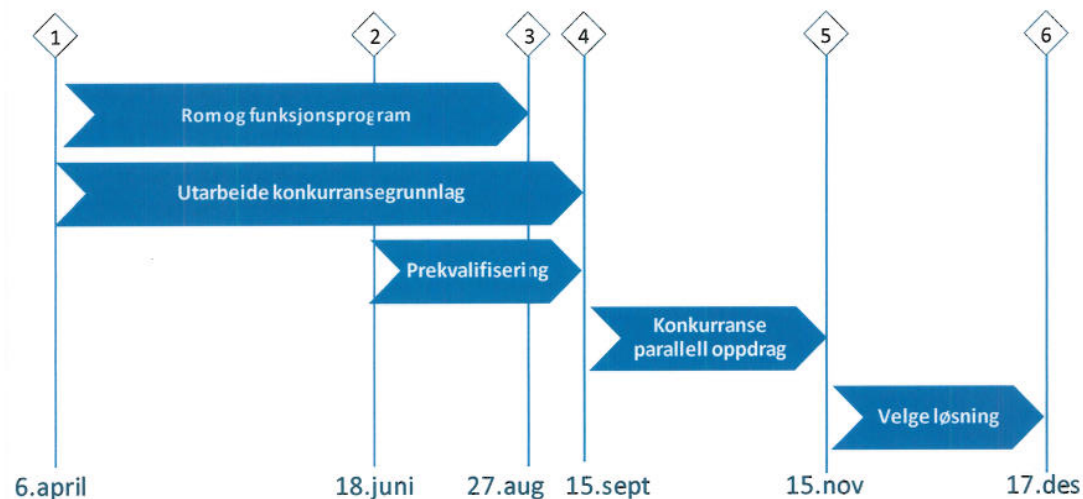 1
2
3
4
5
6
Rom og funksjonsprogram
Utarbeide konkurransegrunnlag
Prekvalifisering
Konkurranse
parallell oppdrag
Velge løsning
6.april
18.juni
27.aug
15.sept
15.nov
17.des